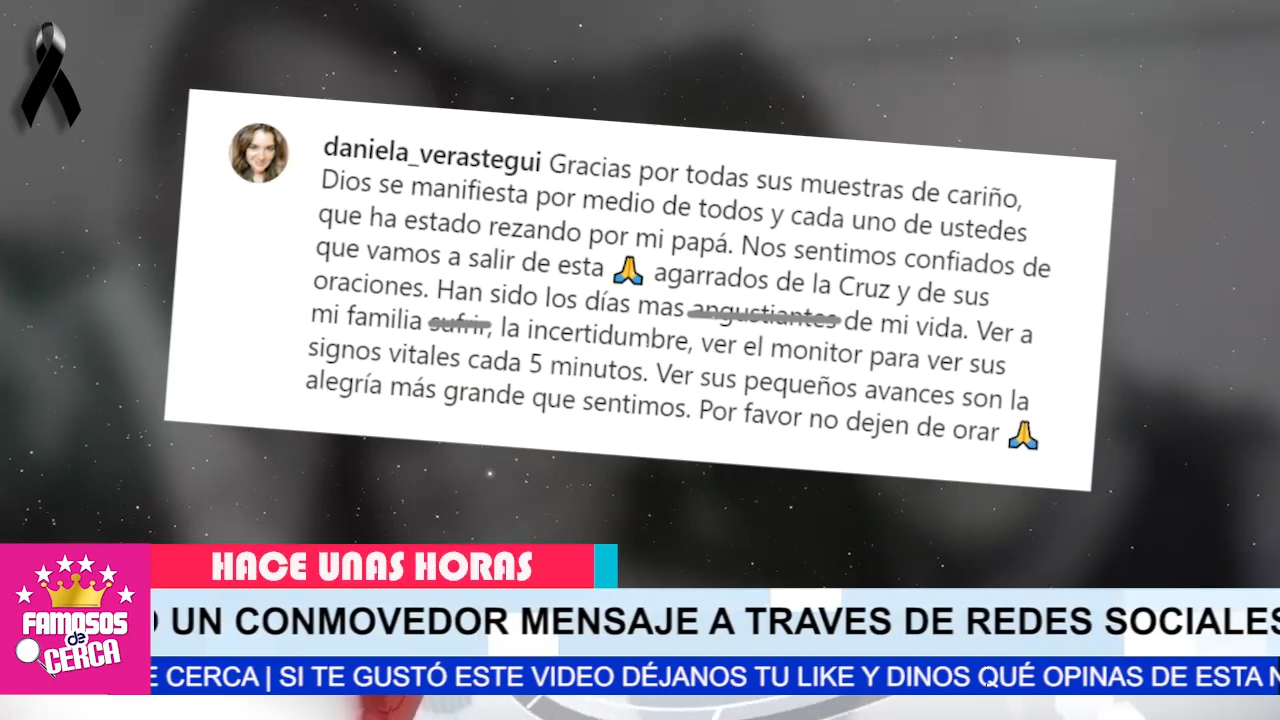 daniela_verastegui Gracias por todas sus muestras de cariño,
Dios se manifiesta por medio de todos y cada uno de ustedes
que ha estado rezando por mi papá. Nos sentimos confiados de
que vamos a salir de esta 🙏 agarrados de la Cruz y de sus
oraciones. Han sido los días mas angustiantes de mi vida. Ver a
mi familia sufrir, la incertidumbre, ver el monitor para ver sus
signos vitales cada 5 minutos. Ver sus pequeños avances son la
alegría más grande que sentimos. Por favor no dejen de orar 🙏
HACE UNAS HORAS
FAMOSOS
de
CERCA
UN CONMOVEDOR MENSAJE A TRAVES DE REDES SOCIALES
E CERCA | SI TE GUSTÓ ESTE VIDEO DÉJANOS TU LIKE Y DINOS QUÉ OPINAS DE ESTA N